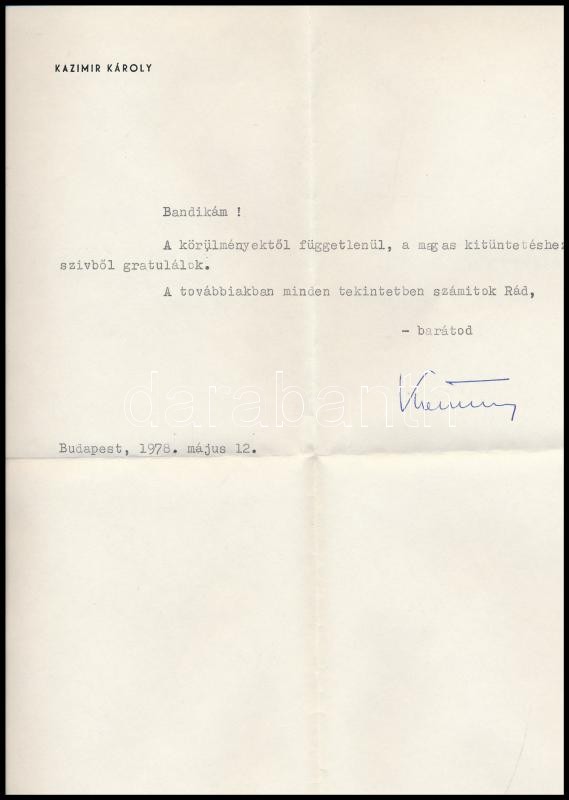 KAZIMIR KÁROLY
Bandikám !
A körülményektől függetlenül, a magas kitüntetéshez
szivből gratulálok.
A továbbiakban minden tekintetben számitok Rád,
- barátod
darabanth
Budapest, 1978. május 12.